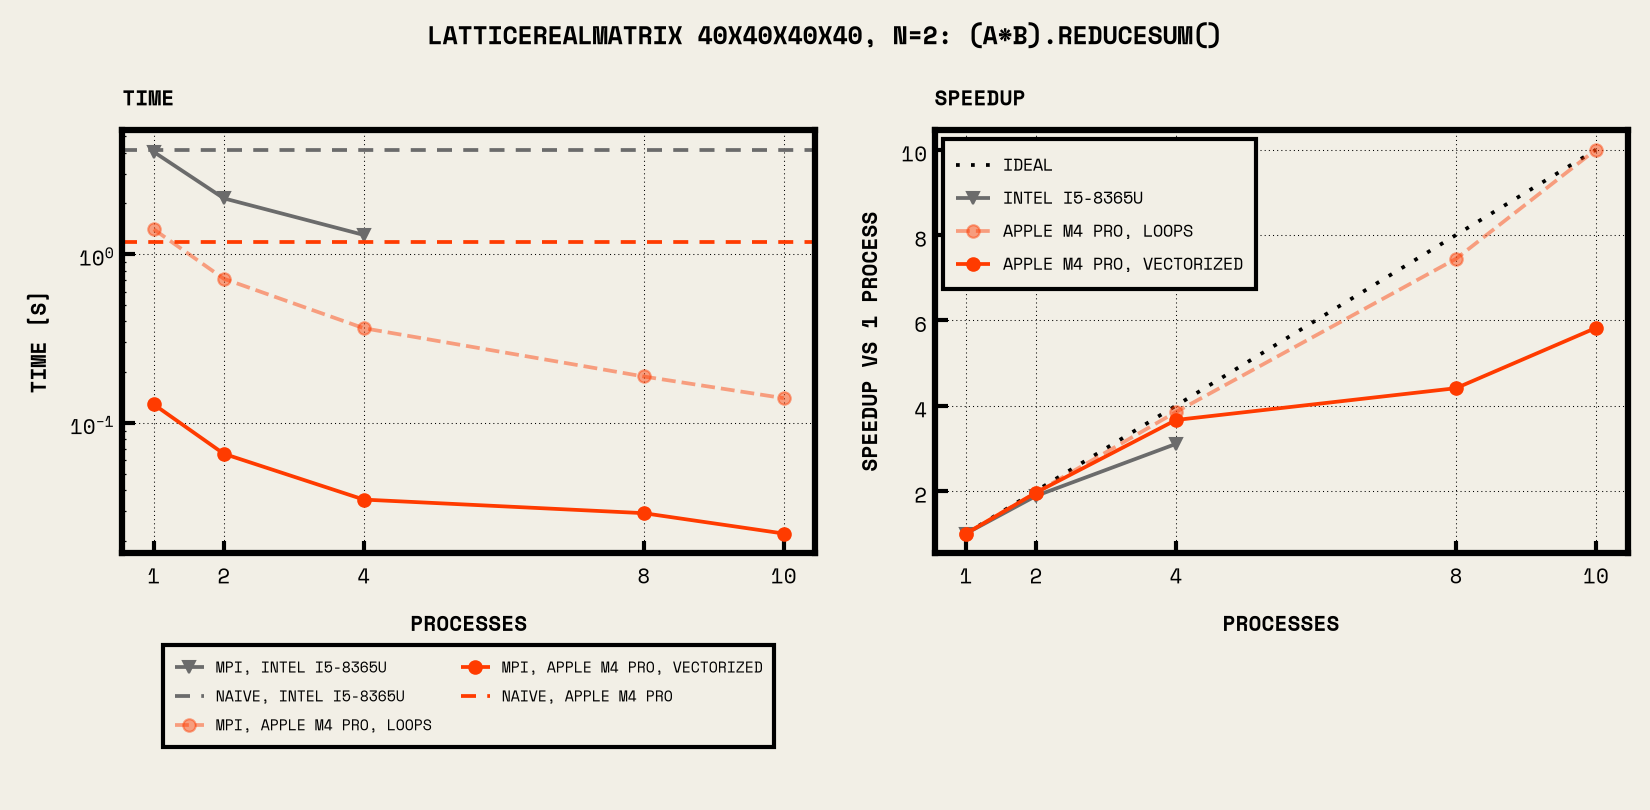 LATTICEREALMATRIX 40X40X40X40, N=2: (A*B).REDUCESUM()
TIME
TIME [S]
10⁰
10⁻¹
1 2 4 8 10
PROCESSES
MPI, INTEL I5-8365U
NAIVE, INTEL I5-8365U
MPI, APPLE M4 PRO, LOOPS
MPI, APPLE M4 PRO, VECTORIZED
NAIVE, APPLE M4 PRO
SPEEDUP
SPEEDUP VS 1 PROCESS
10
8
6
4
2
IDEAL
INTEL I5-8365U
APPLE M4 PRO, LOOPS
APPLE M4 PRO, VECTORIZED
1 2 4 8 10
PROCESSES